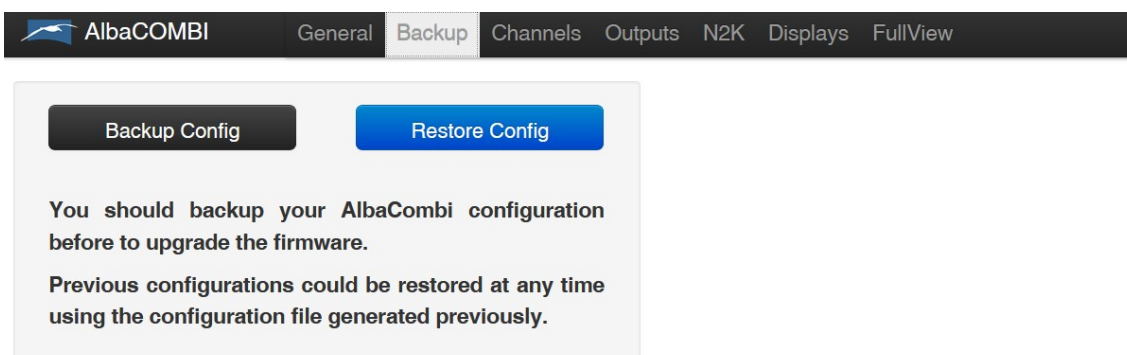 AlbaCOMBI General Backup Channels Outputs N2K Displays FullView
Backup Config Restore Config
You should backup your AlbaCombi configuration
before to upgrade the firmware.
Previous configurations could be restored at any time
using the configuration file generated previously.